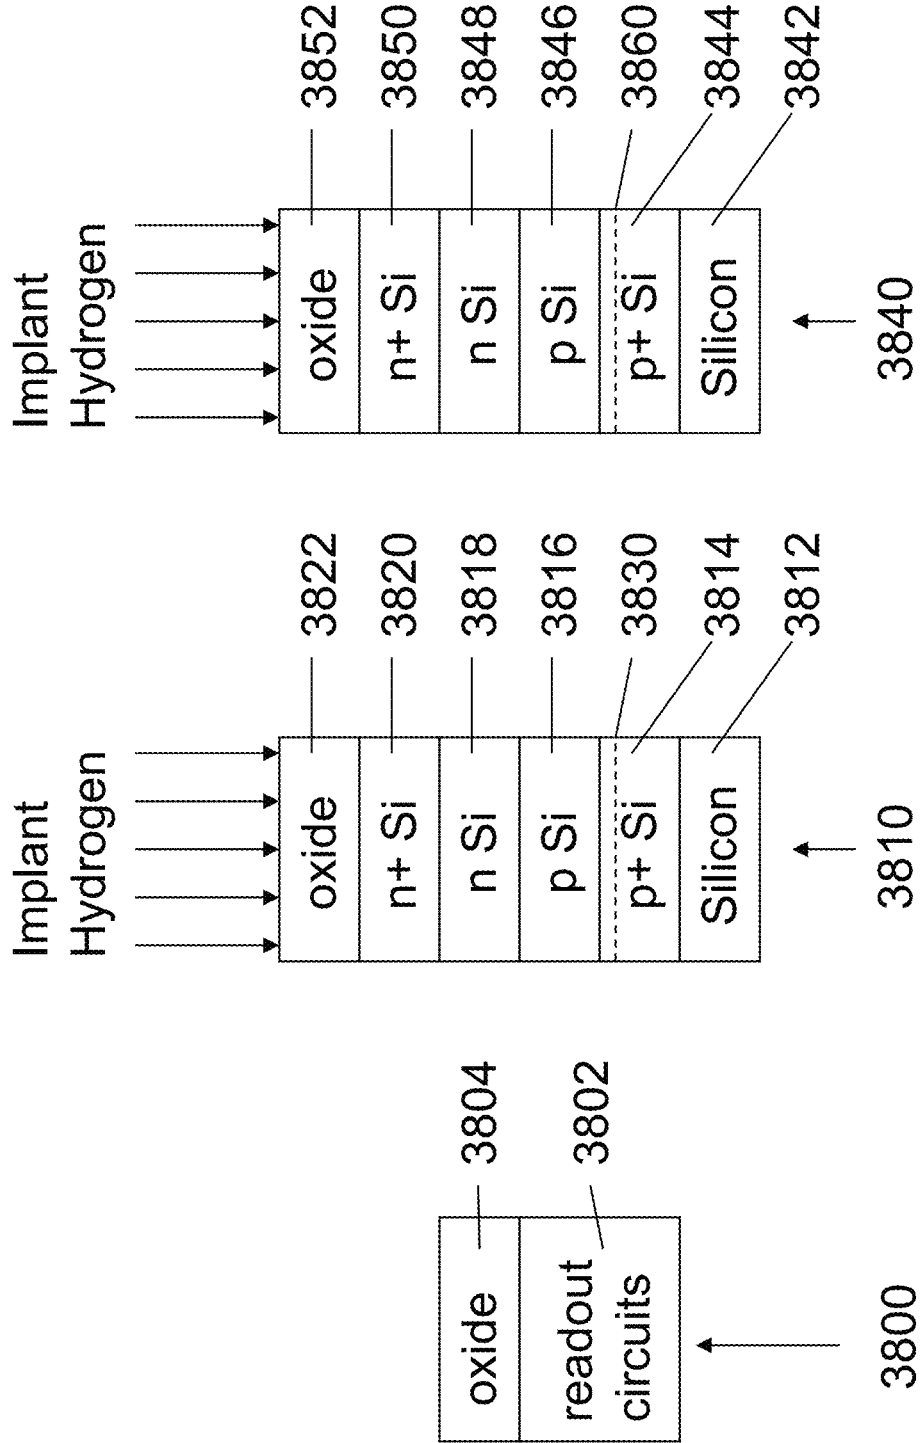 Implant
Hydrogen
oxide
3852
n+ Si
3850
n Si
3848
p Si
3846
3860
p+ Si
3844
Silicon
3842
3840
Implant
Hydrogen
oxide
3822
n+ Si
3820
n Si
3818
p Si
3816
3830
p+ Si
3814
Silicon
3812
3810
oxide
3804
readout
circuits
3802
3800